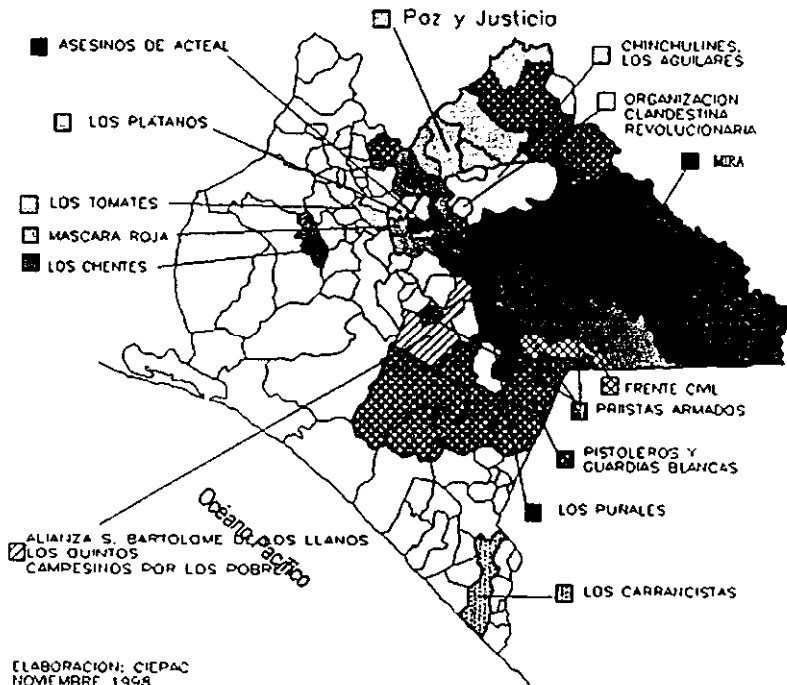 Paz y Justicia
ASESINOS DE ACTEAL
CHINCHULINES,
LOS AGUILARES
ORGANIZACION
CLANDESTINA
REVOLUCIONARIA
LOS PLATANOS
MIRA
LOS TOMATES
MASCARA ROJA
LOS CHENTES
FRENTE CIVIL
PRIISTAS ARMADOS
PISTOLEROS Y
GUARDIAS BLANCAS
LOS PUÑALES
Océano Pacífico
ALIANZA S. BARTOLOME DE LOS LLANOS
LOS QUINTOS
CAMPESINOS POR LOS POBRE
LOS CARRANCISTAS
ELABORACION: CIEPAC
NOVIEMBRE 1998